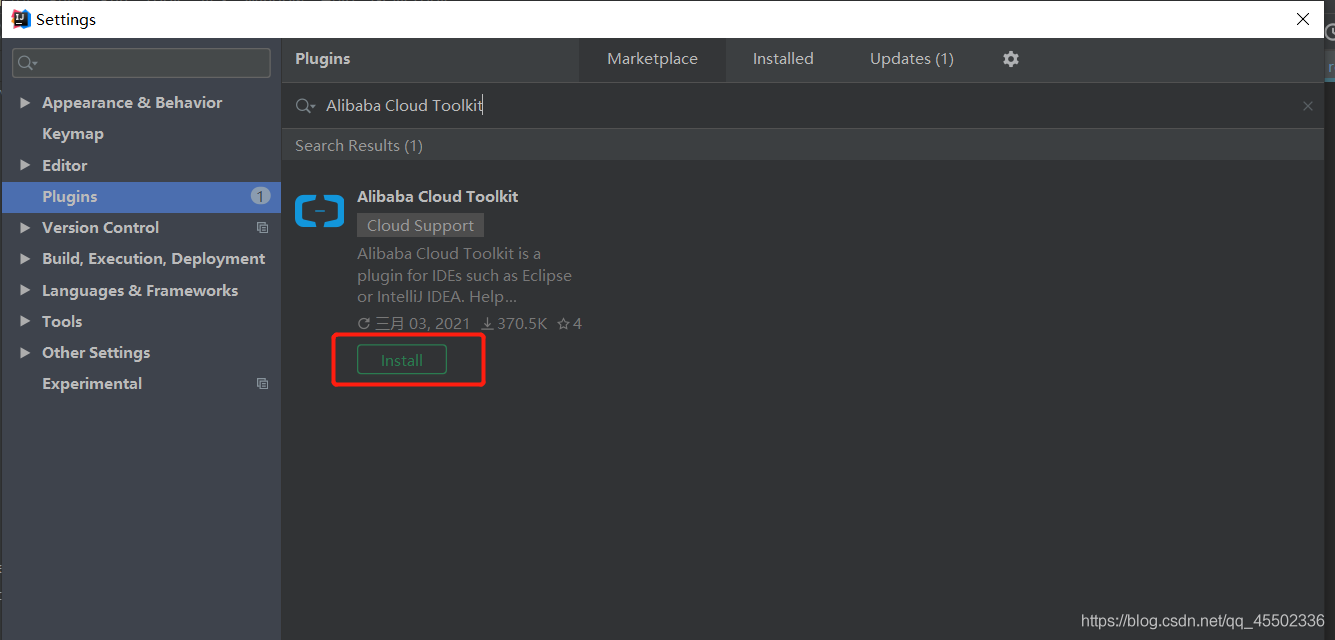 Settings
Plugins
Marketplace
Installed
Updates (1)
Appearance & Behavior
Keymap
Editor
Plugins
1
Version Control
Build, Execution, Deployment
Languages & Frameworks
Tools
Other Settings
Experimental
Alibaba Cloud Toolkit
Search Results (1)
Alibaba Cloud Toolkit
Cloud Support
Alibaba Cloud Toolkit is a
plugin for IDEs such as Eclipse
or IntelliJ IDEA. Help...
三月 03, 2021 370.5K 4
Install
https://blog.csdn.net/qq_45502336